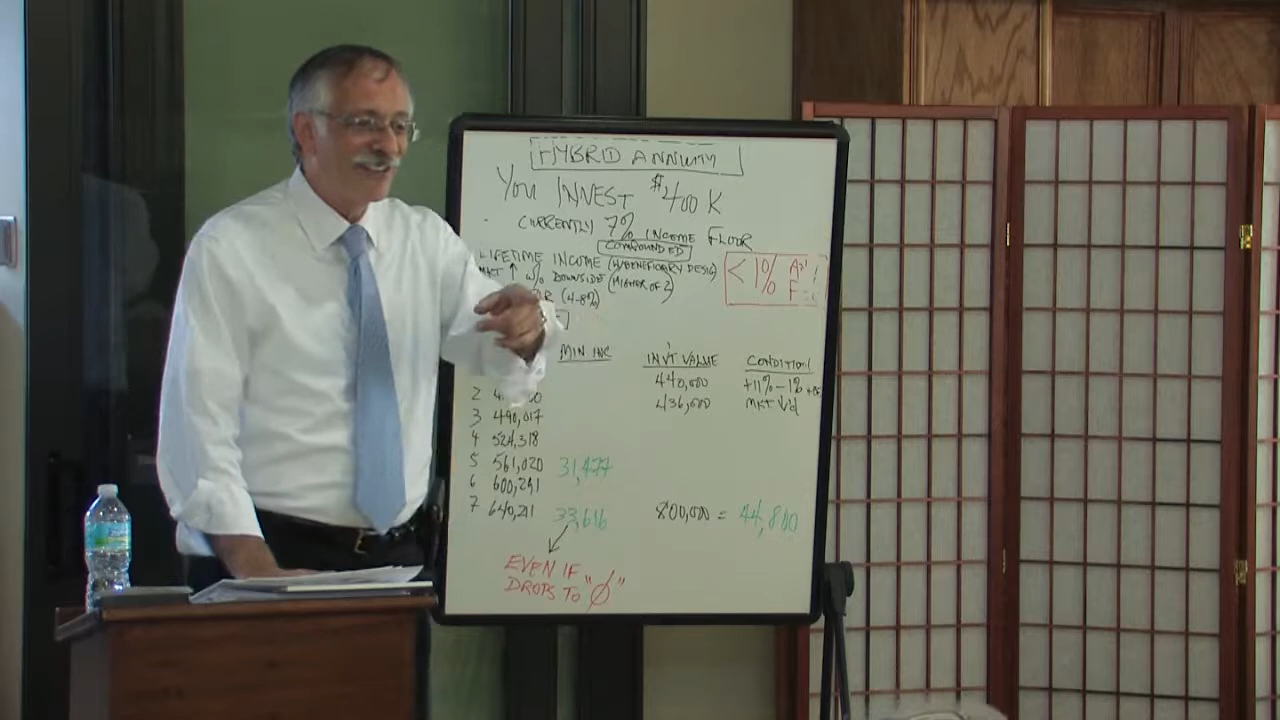 HYBRID ANNUITY
YOU INVEST $400K
CURRENTLY 7% INCOME FLOOR
COMPOUNDED
LIFETIME INCOME (W/BENEFICIARY DESIG)
MKT ↑ W/O DOWNSIDE (HIGHER OF 2)
(4-8%)
< 1%
MIN INC
INV'T VALUE
CONDITION
440,000
+11% - 1%
2
436,000
MKT
3 490,017
4 524,318
5 561,020 31,477
6 600,291
7 640,211 33,616 800,000 = 44,800
EVEN IF
DROPS TO "∅"